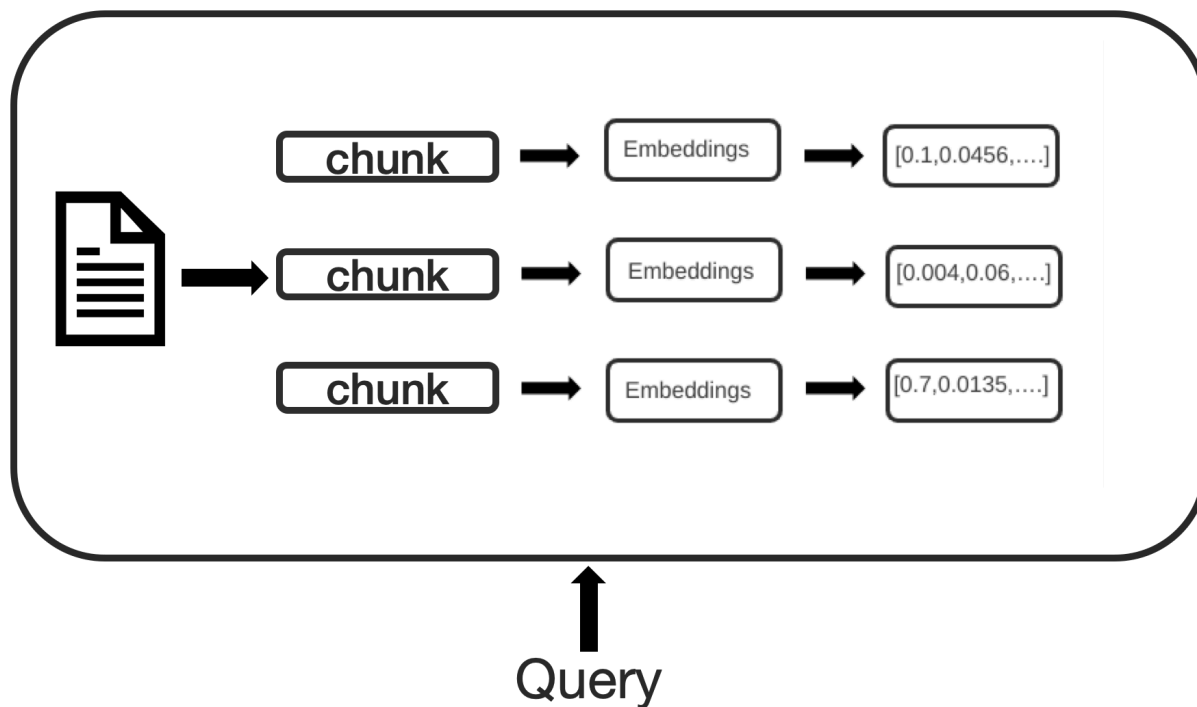 chunk
Embeddings
[0.1,0.0456,....]
chunk
Embeddings
[0.004,0.06,....]
chunk
Embeddings
[0.7,0.0135,....]
Query